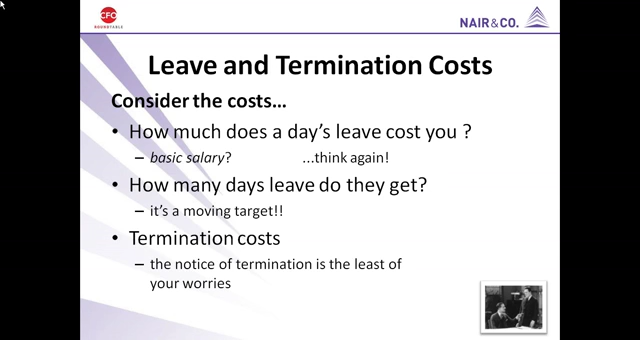 CFO
ROUNDTABLE
NAIR&CO.
Leave and Termination Costs
Consider the costs…
• How much does a day's leave cost you ?
– basic salary? ...think again!
• How many days leave do they get?
– it's a moving target!!
• Termination costs
– the notice of termination is the least of
your worries